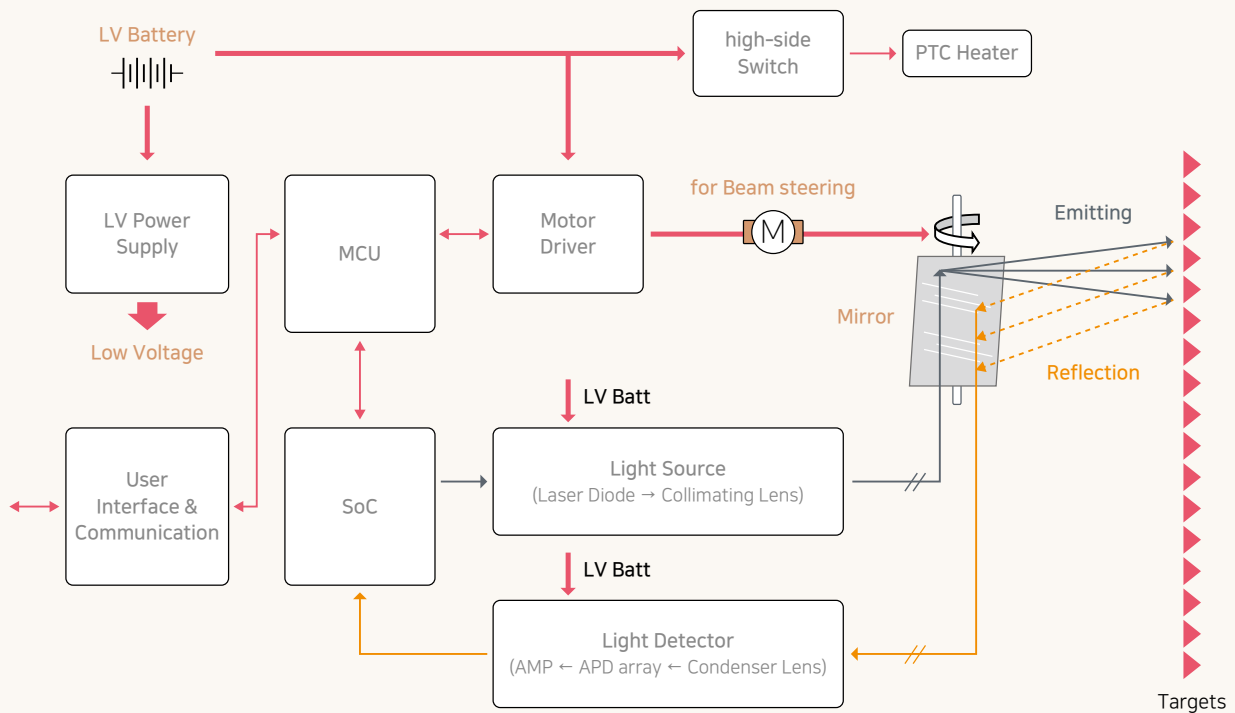 LV Battery
high-side
Switch
PTC Heater
LV Power
Supply
MCU
Motor
Driver
for Beam steering
M
Emitting
Low Voltage
Mirror
Reflection
LV Batt
User
Interface &
Communication
SoC
Light Source
(Laser Diode → Collimating Lens)
LV Batt
Light Detector
(AMP ← APD array ← Condenser Lens)
Targets